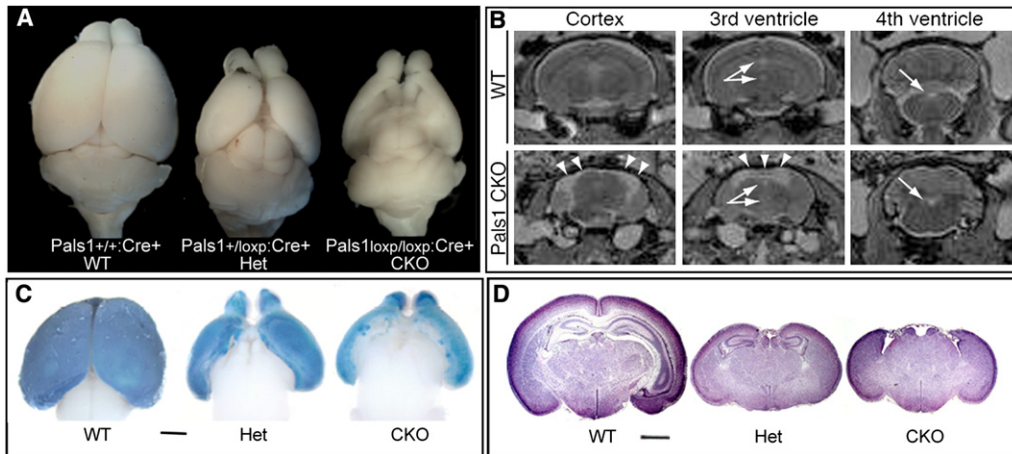 A
Pals1+/+:Cre+
WT
Pals1+/loxp:Cre+
Het
Pals1loxp/loxp:Cre+
CKO
B
Cortex
3rd ventricle
4th ventricle
WT
Pals1 CKO
C
WT
Het
CKO
D
WT
Het
CKO